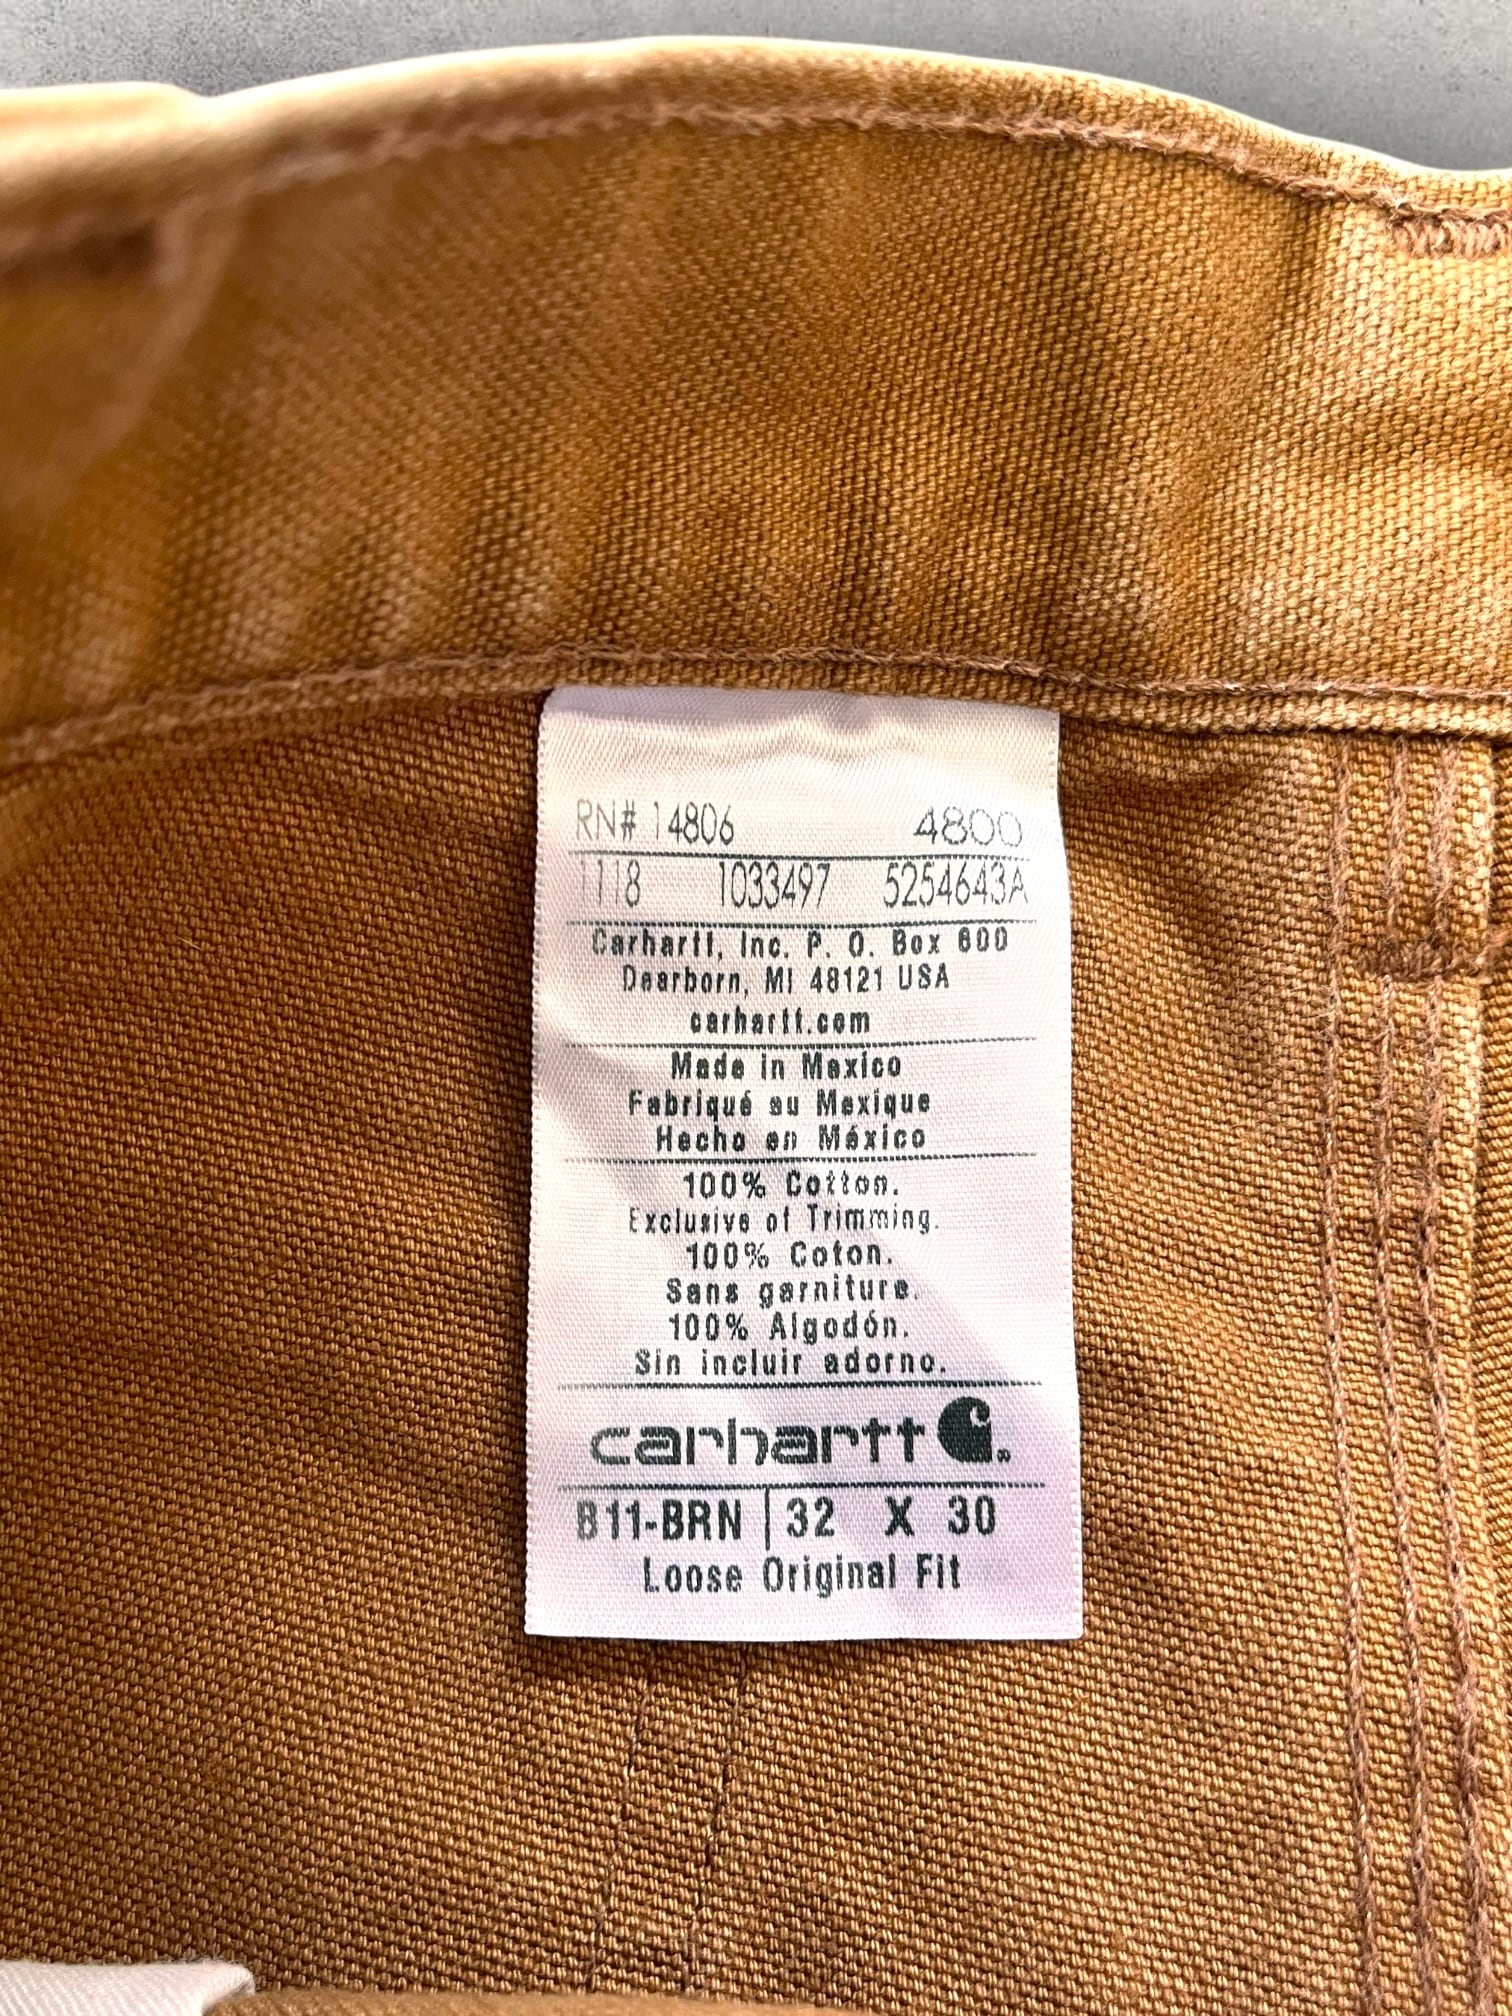 RN# 14806 4800
1118 1033497 5254643A
Carhartt, Inc. P. O. Box 600
Dearborn, MI 48121 USA
carhartt.com
Made in Mexico
Fabriqué au Mexique
Hecho en México
100% Cotton.
Exclusive of Trimming.
100% Coton.
Sans garniture.
100% Algodón.
Sin incluir adorno.
carhartt®
B11-BRN | 32 X 30
Loose Original Fit